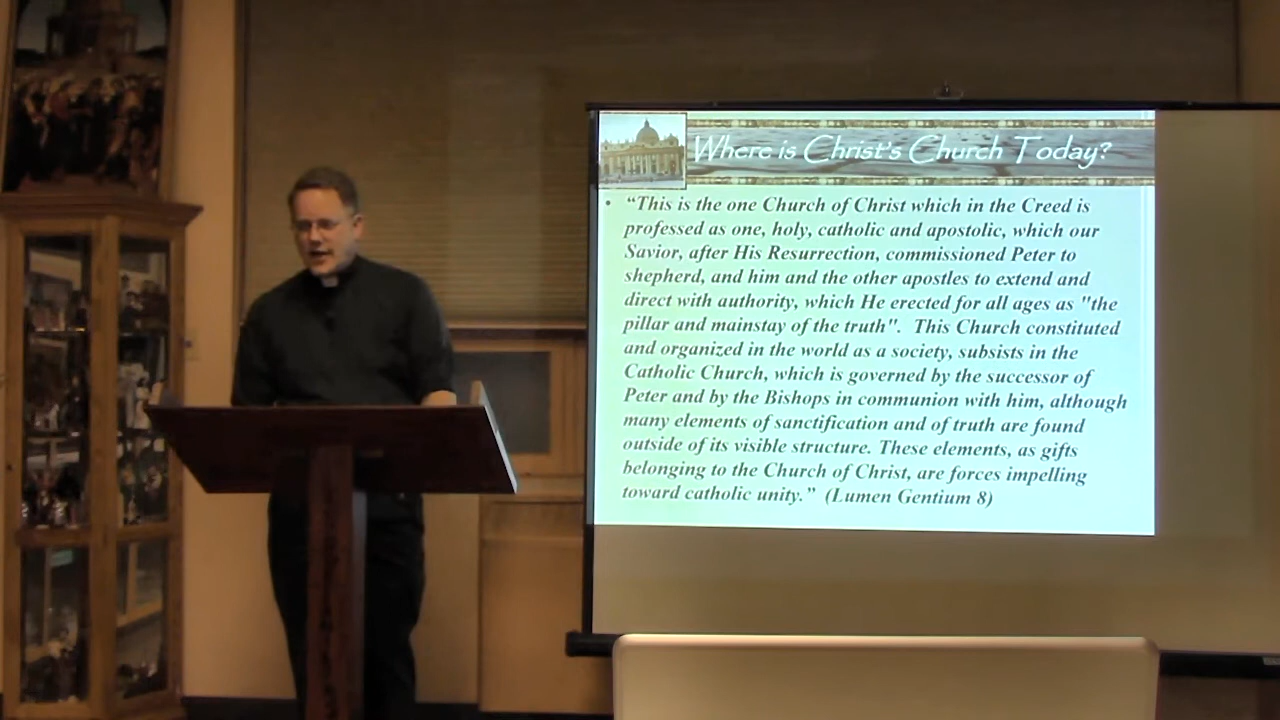 Where is Christ's Church Today?
• “This is the one Church of Christ which in the Creed is
professed as one, holy, catholic and apostolic, which our
Savior, after His Resurrection, commissioned Peter to
shepherd, and him and the other apostles to extend and
direct with authority, which He erected for all ages as "the
pillar and mainstay of the truth". This Church constituted
and organized in the world as a society, subsists in the
Catholic Church, which is governed by the successor of
Peter and by the Bishops in communion with him, although
many elements of sanctification and of truth are found
outside of its visible structure. These elements, as gifts
belonging to the Church of Christ, are forces impelling
toward catholic unity.” (Lumen Gentium 8)